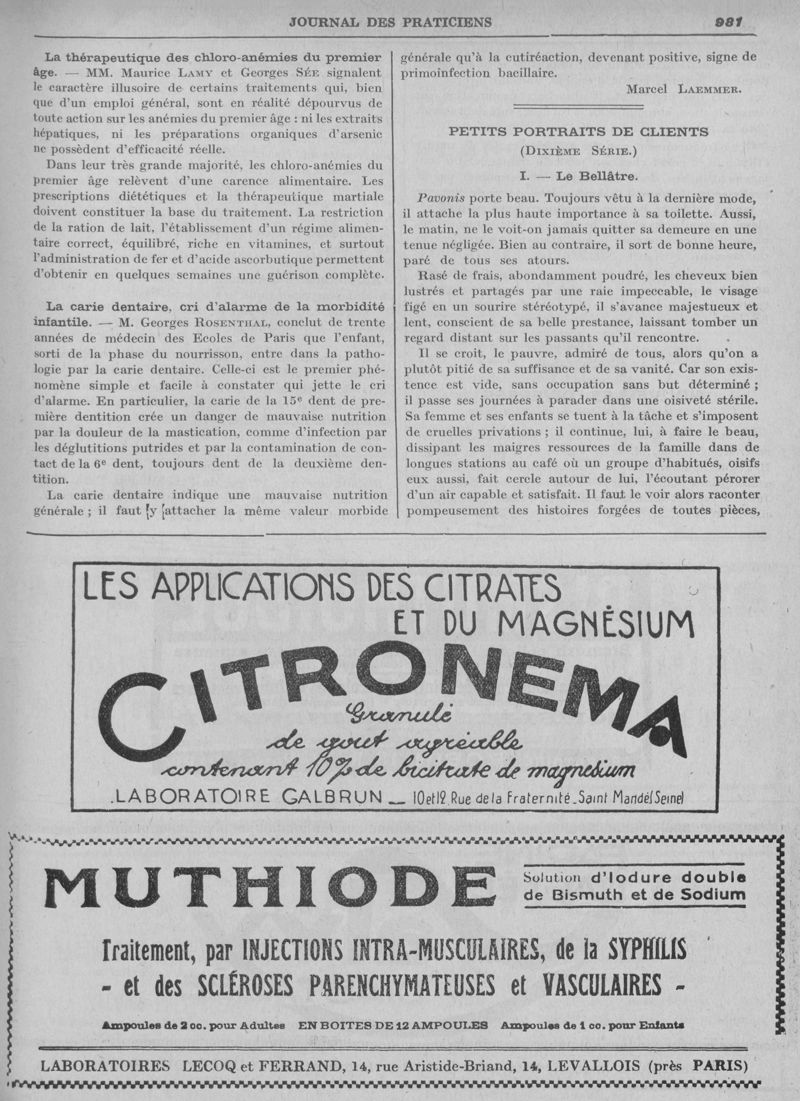 JOURNAL DES PRATICIENS 981
La thérapeutique des chloro-anémies du premier
âge. — MM. Maurice LAMY et Georges SÉE signalent
le caractère illusoire de certains traitements qui, bien
que d'un emploi général, sont en réalité dépourvus de
toute action sur les anémies du premier âge : ni les extraits
hépatiques, ni les préparations organiques d'arsenic
ne possèdent d'efficacité réelle.
Dans leur très grande majorité, les chloro-anémies du
premier âge relèvent d'une carence alimentaire. Les
prescriptions diététiques et la thérapeutique martiale
doivent constituer la base du traitement. La restriction
de la ration de lait, l'établissement d'un régime alimen-
taire correct, équilibré, riche en vitamines, et surtout
l'administration de fer et d'acide ascorbutique permettent
d'obtenir en quelques semaines une guérison complète.
La carie dentaire, cri d'alarme de la morbidité
infantile. — M. Georges ROSENTHAL, conclut de trente
années de médecin des Ecoles de Paris que l'enfant,
sorti de la phase du nourrisson, entre dans la patho-
logie par la carie dentaire. Celle-ci est le premier phé-
nomène simple et facile à constater qui jette le cri
d'alarme. En particulier, la carie de la 15e dent de pre-
mière dentition crée un danger de mauvaise nutrition
par la douleur de la mastication, comme d'infection par
les déglutitions putrides et par la contamination de con-
tact de la 6e dent, toujours dent de la deuxième den-
tition.
La carie dentaire indique une mauvaise nutrition
générale ; il faut [y [attacher la même valeur morbide
générale qu'à la cutiréaction, devenant positive, signe de
primoinfection bacillaire.
Marcel LAEMMER.
PETITS PORTRAITS DE CLIENTS
(DIXIÈME SÉRIE.)
I. — Le Bellâtre.
Pavonis porte beau. Toujours vêtu à la dernière mode,
il attache la plus haute importance à sa toilette. Aussi,
le matin, ne le voit-on jamais quitter sa demeure en une
tenue négligée. Bien au contraire, il sort de bonne heure,
paré de tous ses atours.
Rasé de frais, abondamment poudré, les cheveux bien
lustrés et partagés par une raie impeccable, le visage
figé en un sourire stéréotypé, il s'avance majestueux et
lent, conscient de sa belle prestance, laissant tomber un
regard distant sur les passants qu'il rencontre.
Il se croit, le pauvre, admiré de tous, alors qu'on a
plutôt pitié de sa suffisance et de sa vanité. Car son exis-
tence est vide, sans occupation sans but déterminé ;
il passe ses journées à parader dans une oisiveté stérile.
Sa femme et ses enfants se tuent à la tâche et s'imposent
de cruelles privations ; il continue, lui, à faire le beau,
dissipant les maigres ressources de la famille dans de
longues stations au café où un groupe d'habitués, oisifs
eux aussi, fait cercle autour de lui, l'écoutant pérorer
d'un air capable et satisfait. Il faut le voir alors raconter
pompeusement des histoires forgées de toutes pièces,
LES APPLICATIONS DES CITRATES
ET DU MAGNÉSIUM
CITRONEMA
Granulé
de gout agréable
contenant 10% de bicitrate de magnesium
.LABORATOIRE GALBRUN _ 10 et 12, Rue de la Fraternité_Saint Mandé(Seine)
MUTHIODE
Solution d'Iodure double
de Bismuth et de Sodium
Traitement, par INJECTIONS INTRA-MUSCULAIRES, de la SYPHILIS
- et des SCLÉROSES PARENCHYMATEUSES et VASCULAIRES -
Ampoules de 2 cc. pour Adultes EN BOITES DE 12 AMPOULES Ampoules de 1 cc. pour Enfants
LABORATOIRES LECOQ et FERRAND, 14, rue Aristide-Briand, 14, LEVALLOIS (près PARIS)